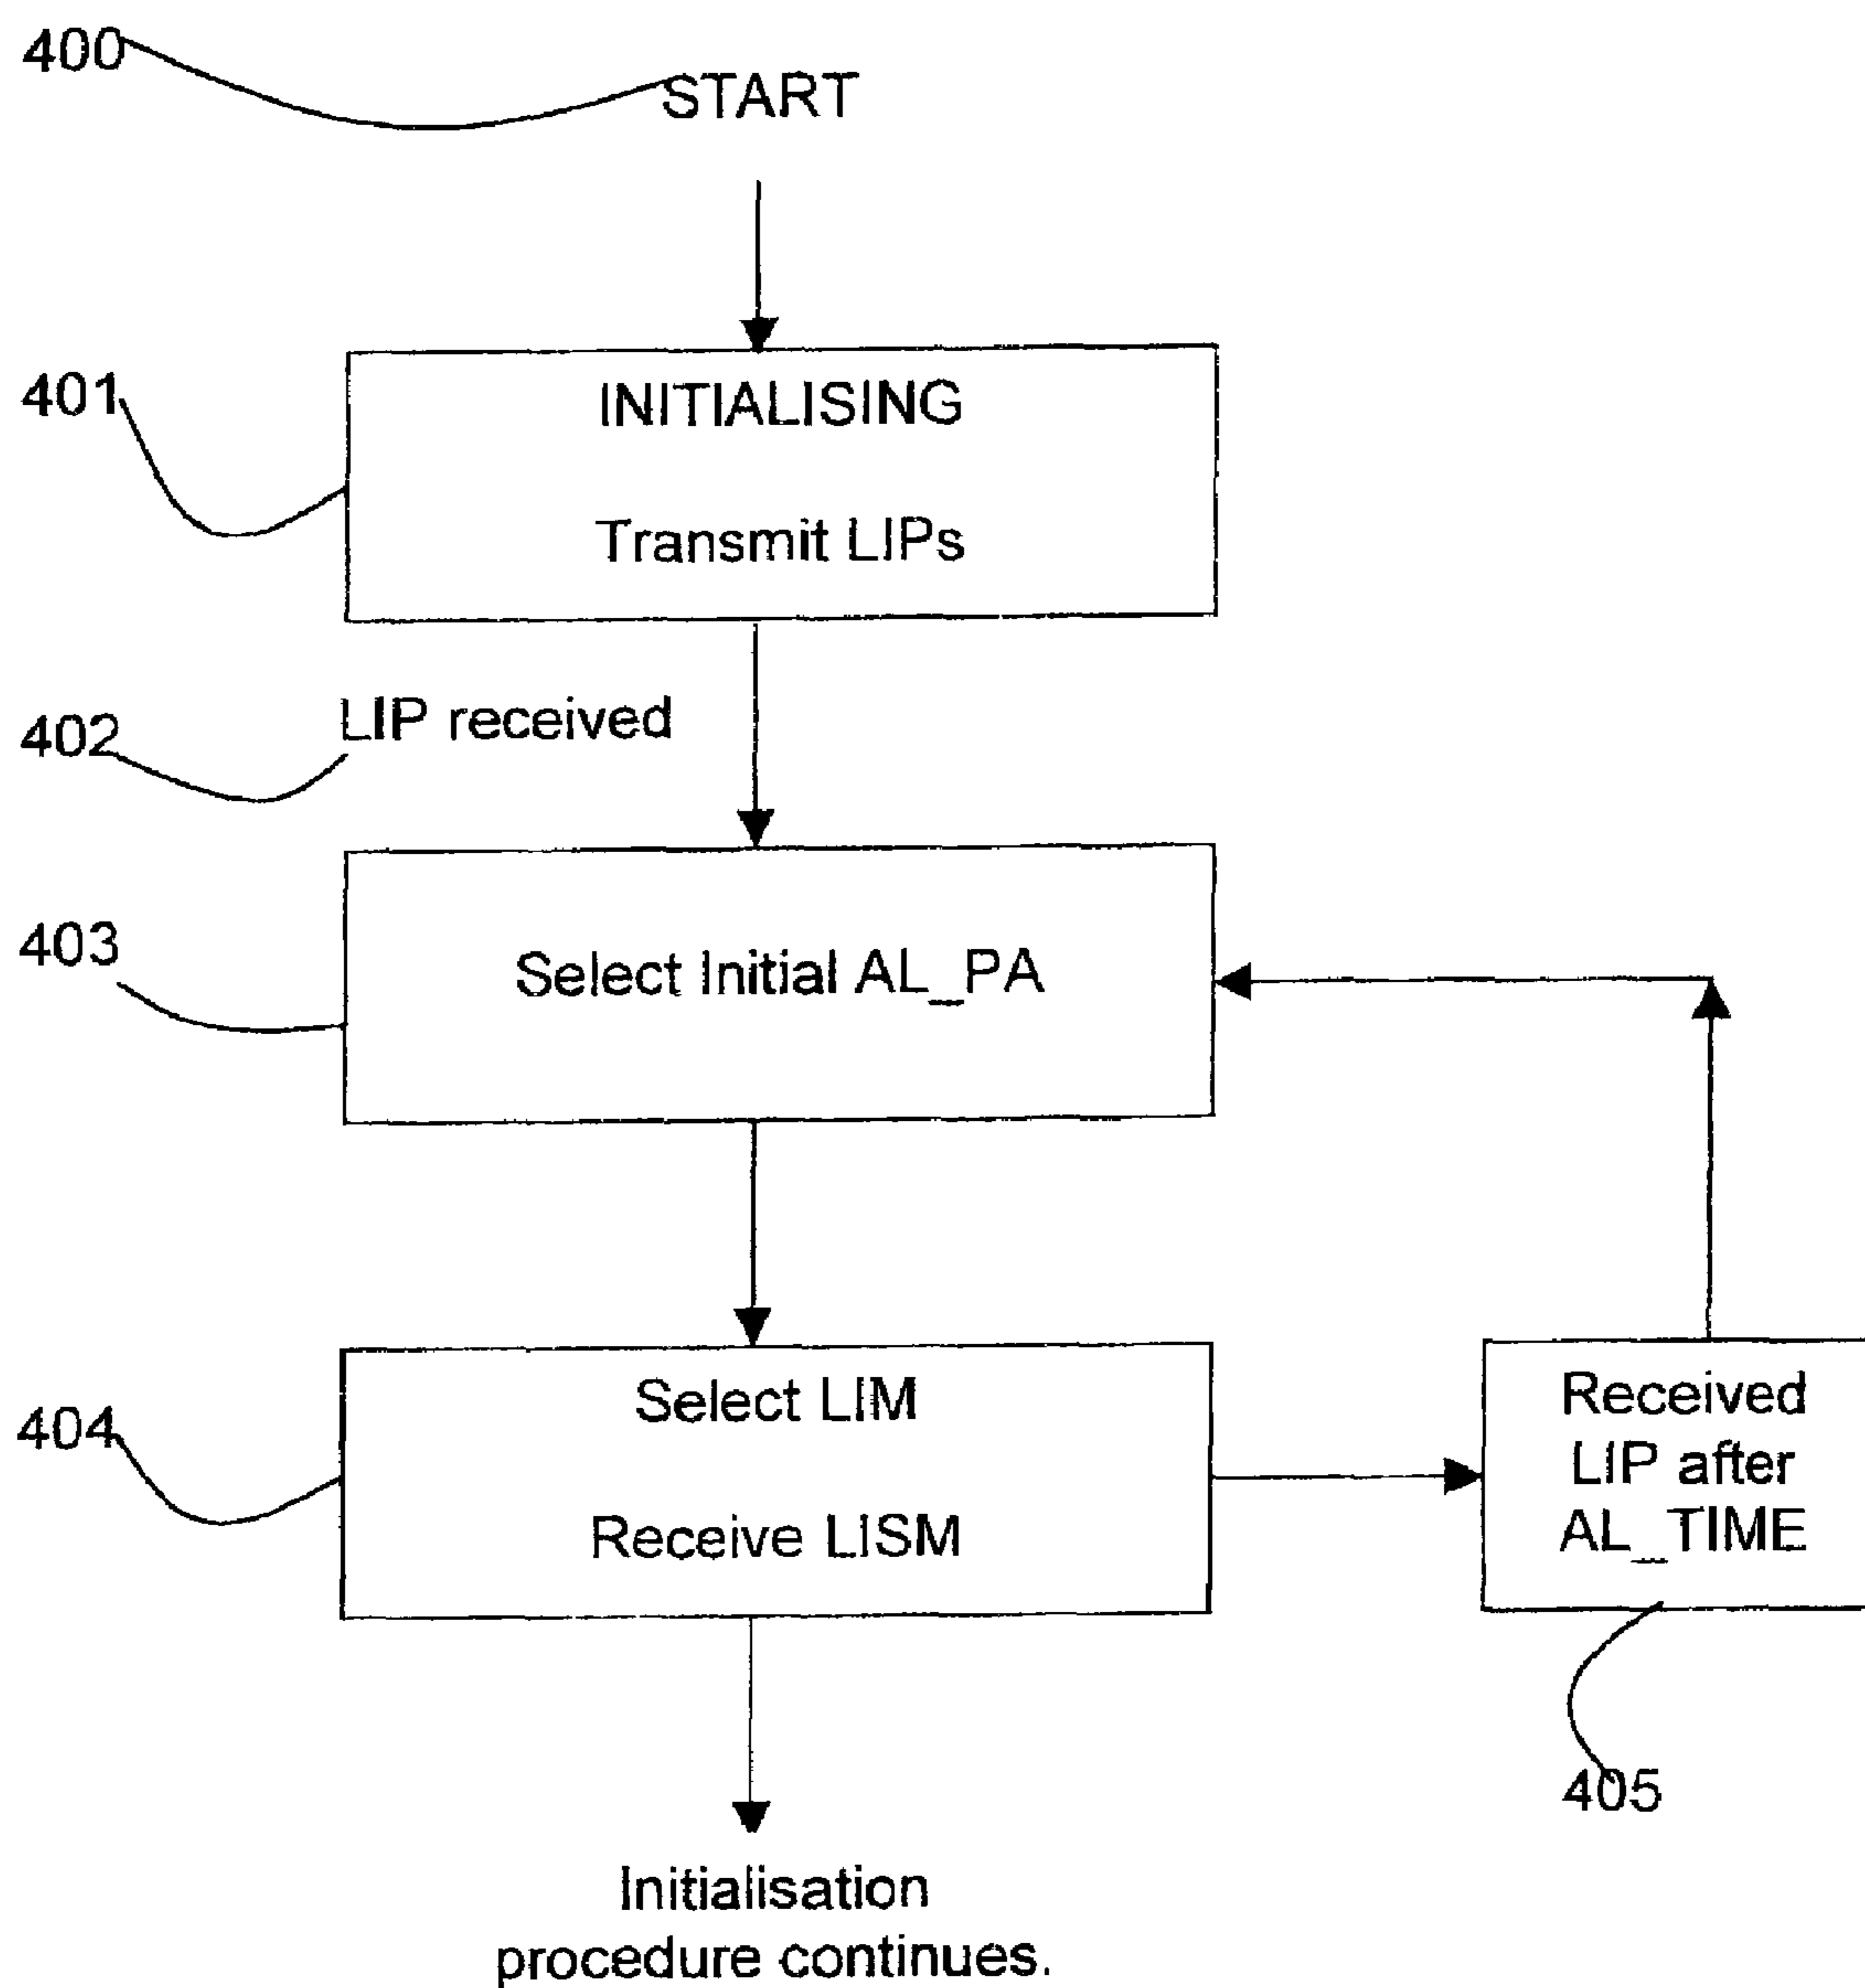 400
START
401
INITIALISING
Transmit LIPs
402
LIP received
403
Select Initial AL_PA
404
Select LIM
Receive LISM
Received
LIP after
AL_TIME
405
Initialisation
procedure continues.